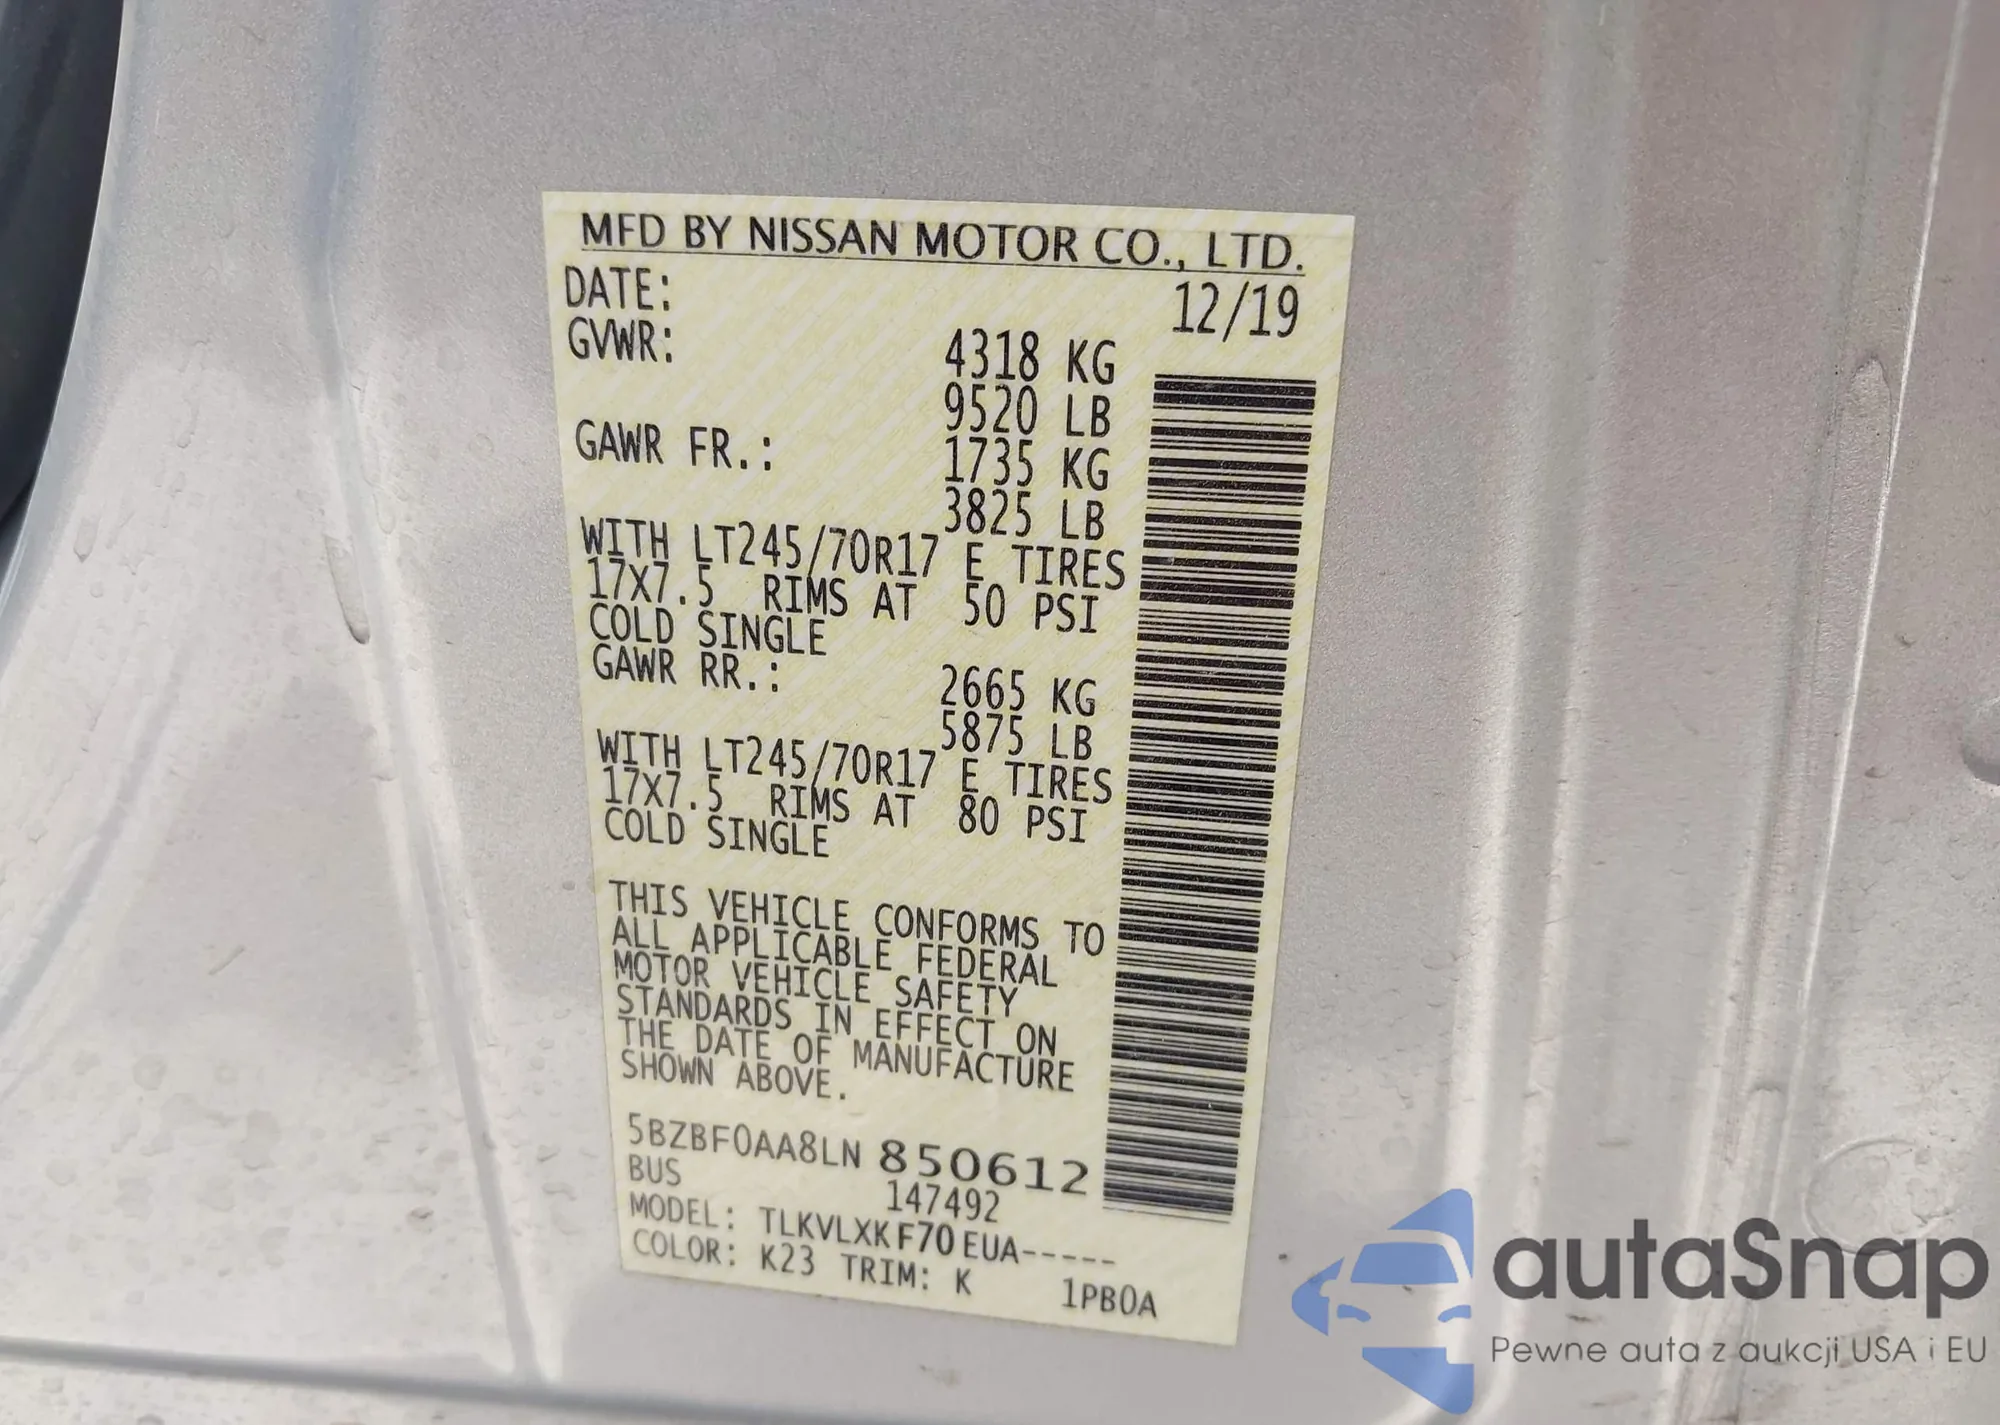 MFD BY NISSAN MOTOR CO., LTD.
DATE: 12/19
GVWR: 4318 KG
9520 LB
GAWR FR.: 1735 KG
3825 LB
WITH LT245/70R17 E TIRES
17X7.5 RIMS AT 50 PSI
COLD SINGLE
GAWR RR.: 2665 KG
5875 LB
WITH LT245/70R17 E TIRES
17X7.5 RIMS AT 80 PSI
COLD SINGLE
THIS VEHICLE CONFORMS TO
ALL APPLICABLE FEDERAL
MOTOR VEHICLE SAFETY
STANDARDS IN EFFECT ON
THE DATE OF MANUFACTURE
SHOWN ABOVE.
5BZBF0AA8LN 850612
BUS 147492
MODEL: TLKVLXKF70EUA-----
COLOR: K23 TRIM: K 1PB0A
autaSnap
Pewne auta z aukcji USA i EU